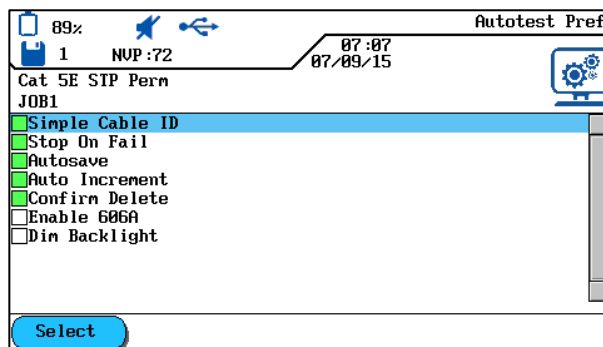 89%
Autotest Pref
1 NVP:72
07:07
07/09/15
Cat 5E STP Perm
JOB1
Simple Cable ID
Stop On Fail
Autosave
Auto Increment
Confirm Delete
Enable 606A
Dim Backlight
Select